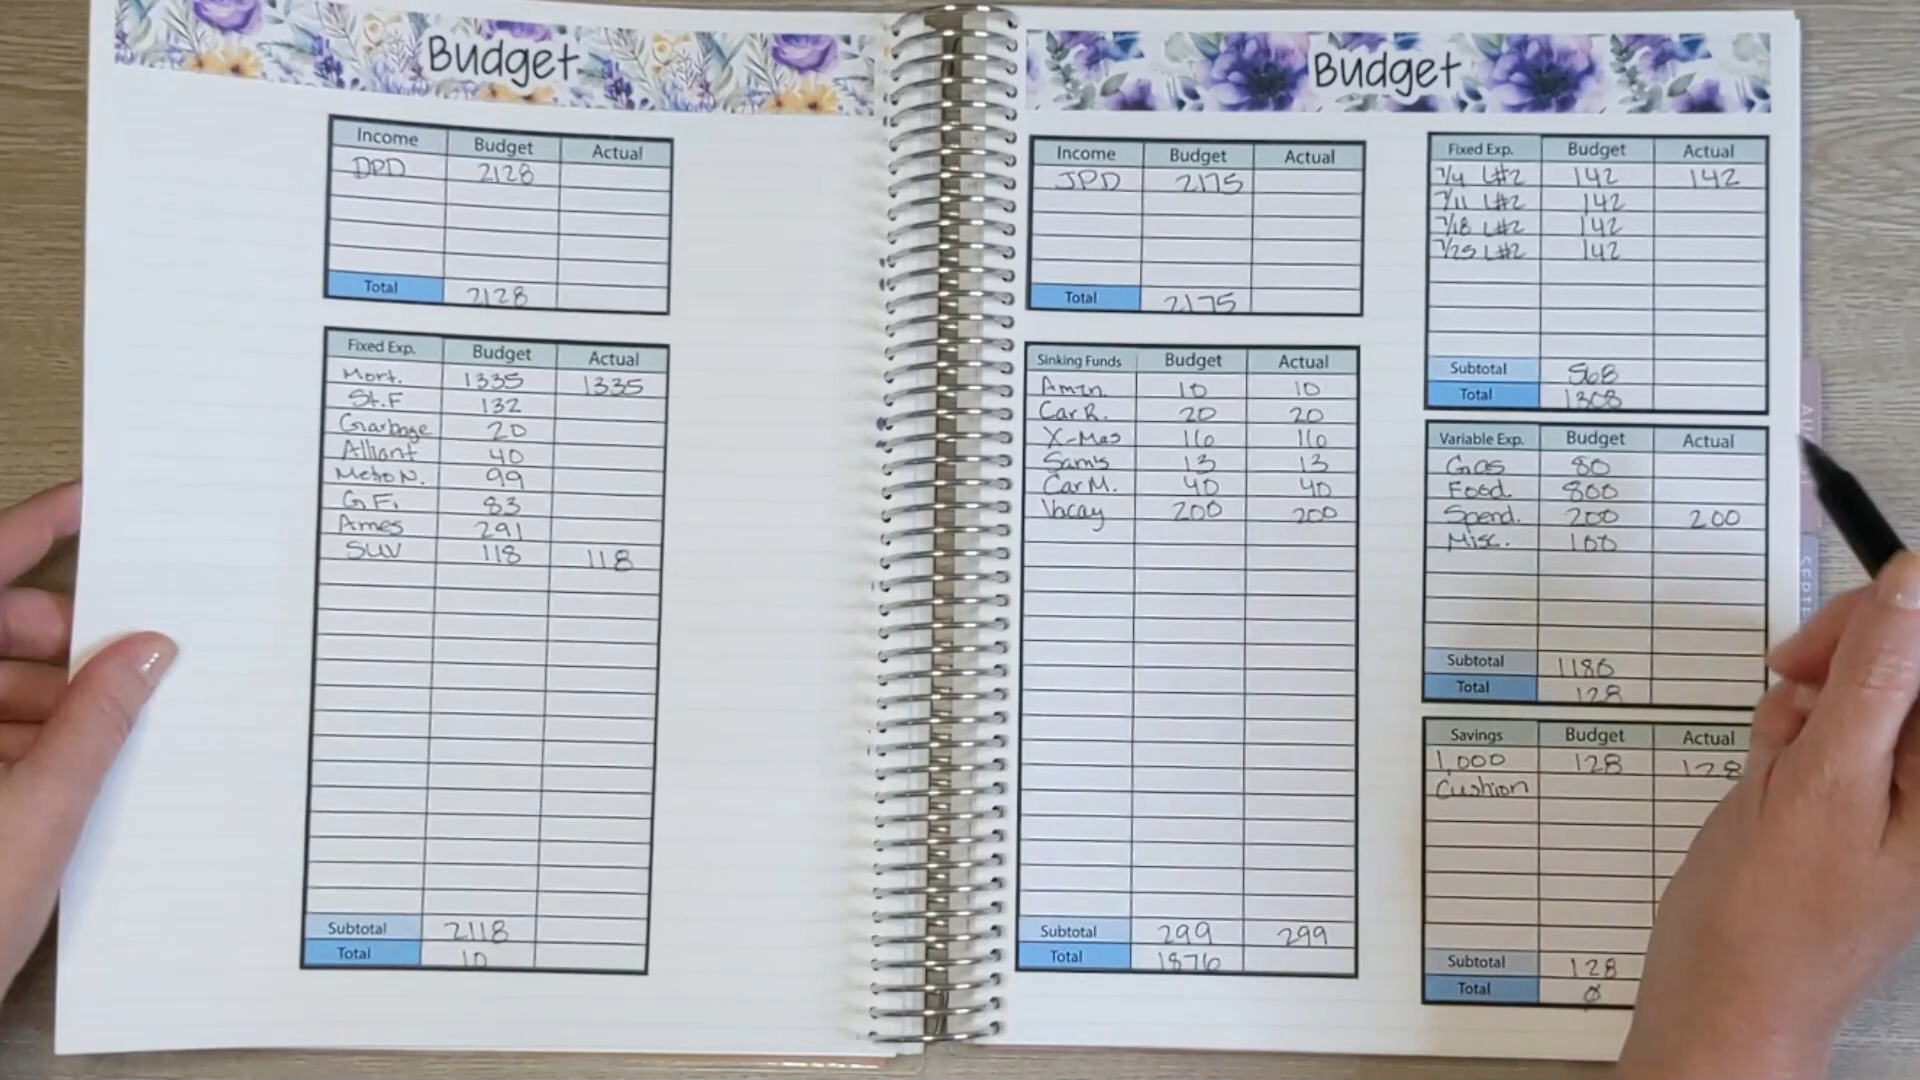 Budget
Income Budget Actual
DPD 2128
Total 2128
Fixed Exp. Budget Actual
Mort. 1335 1335
St.F 132
Garbage 20
Alliant 40
Metro N. 99
G.F. 83
Ames 291
SUV 118 118
Subtotal 2118
Total 10
Budget
Income Budget Actual
JPD 2175
Total 2175
Sinking Funds Budget Actual
Amzn. 10 10
Car R. 20 20
X-Mas 16 16
Sam's 13 13
Car M. 40 40
Vacay 200 200
Subtotal 299 299
Total 1876
Fixed Exp. Budget Actual
7/4 L#2 142 142
7/11 L#2 142
7/18 L#2 142
7/25 L#2 142
Subtotal 568
Total 1308
Variable Exp. Budget Actual
Gas 80
Food. 800
Spend. 200 200
Misc. 100
Subtotal 1180
Total 128
Savings Budget Actual
1,000 128 128
Cushion
Subtotal 128
Total 0